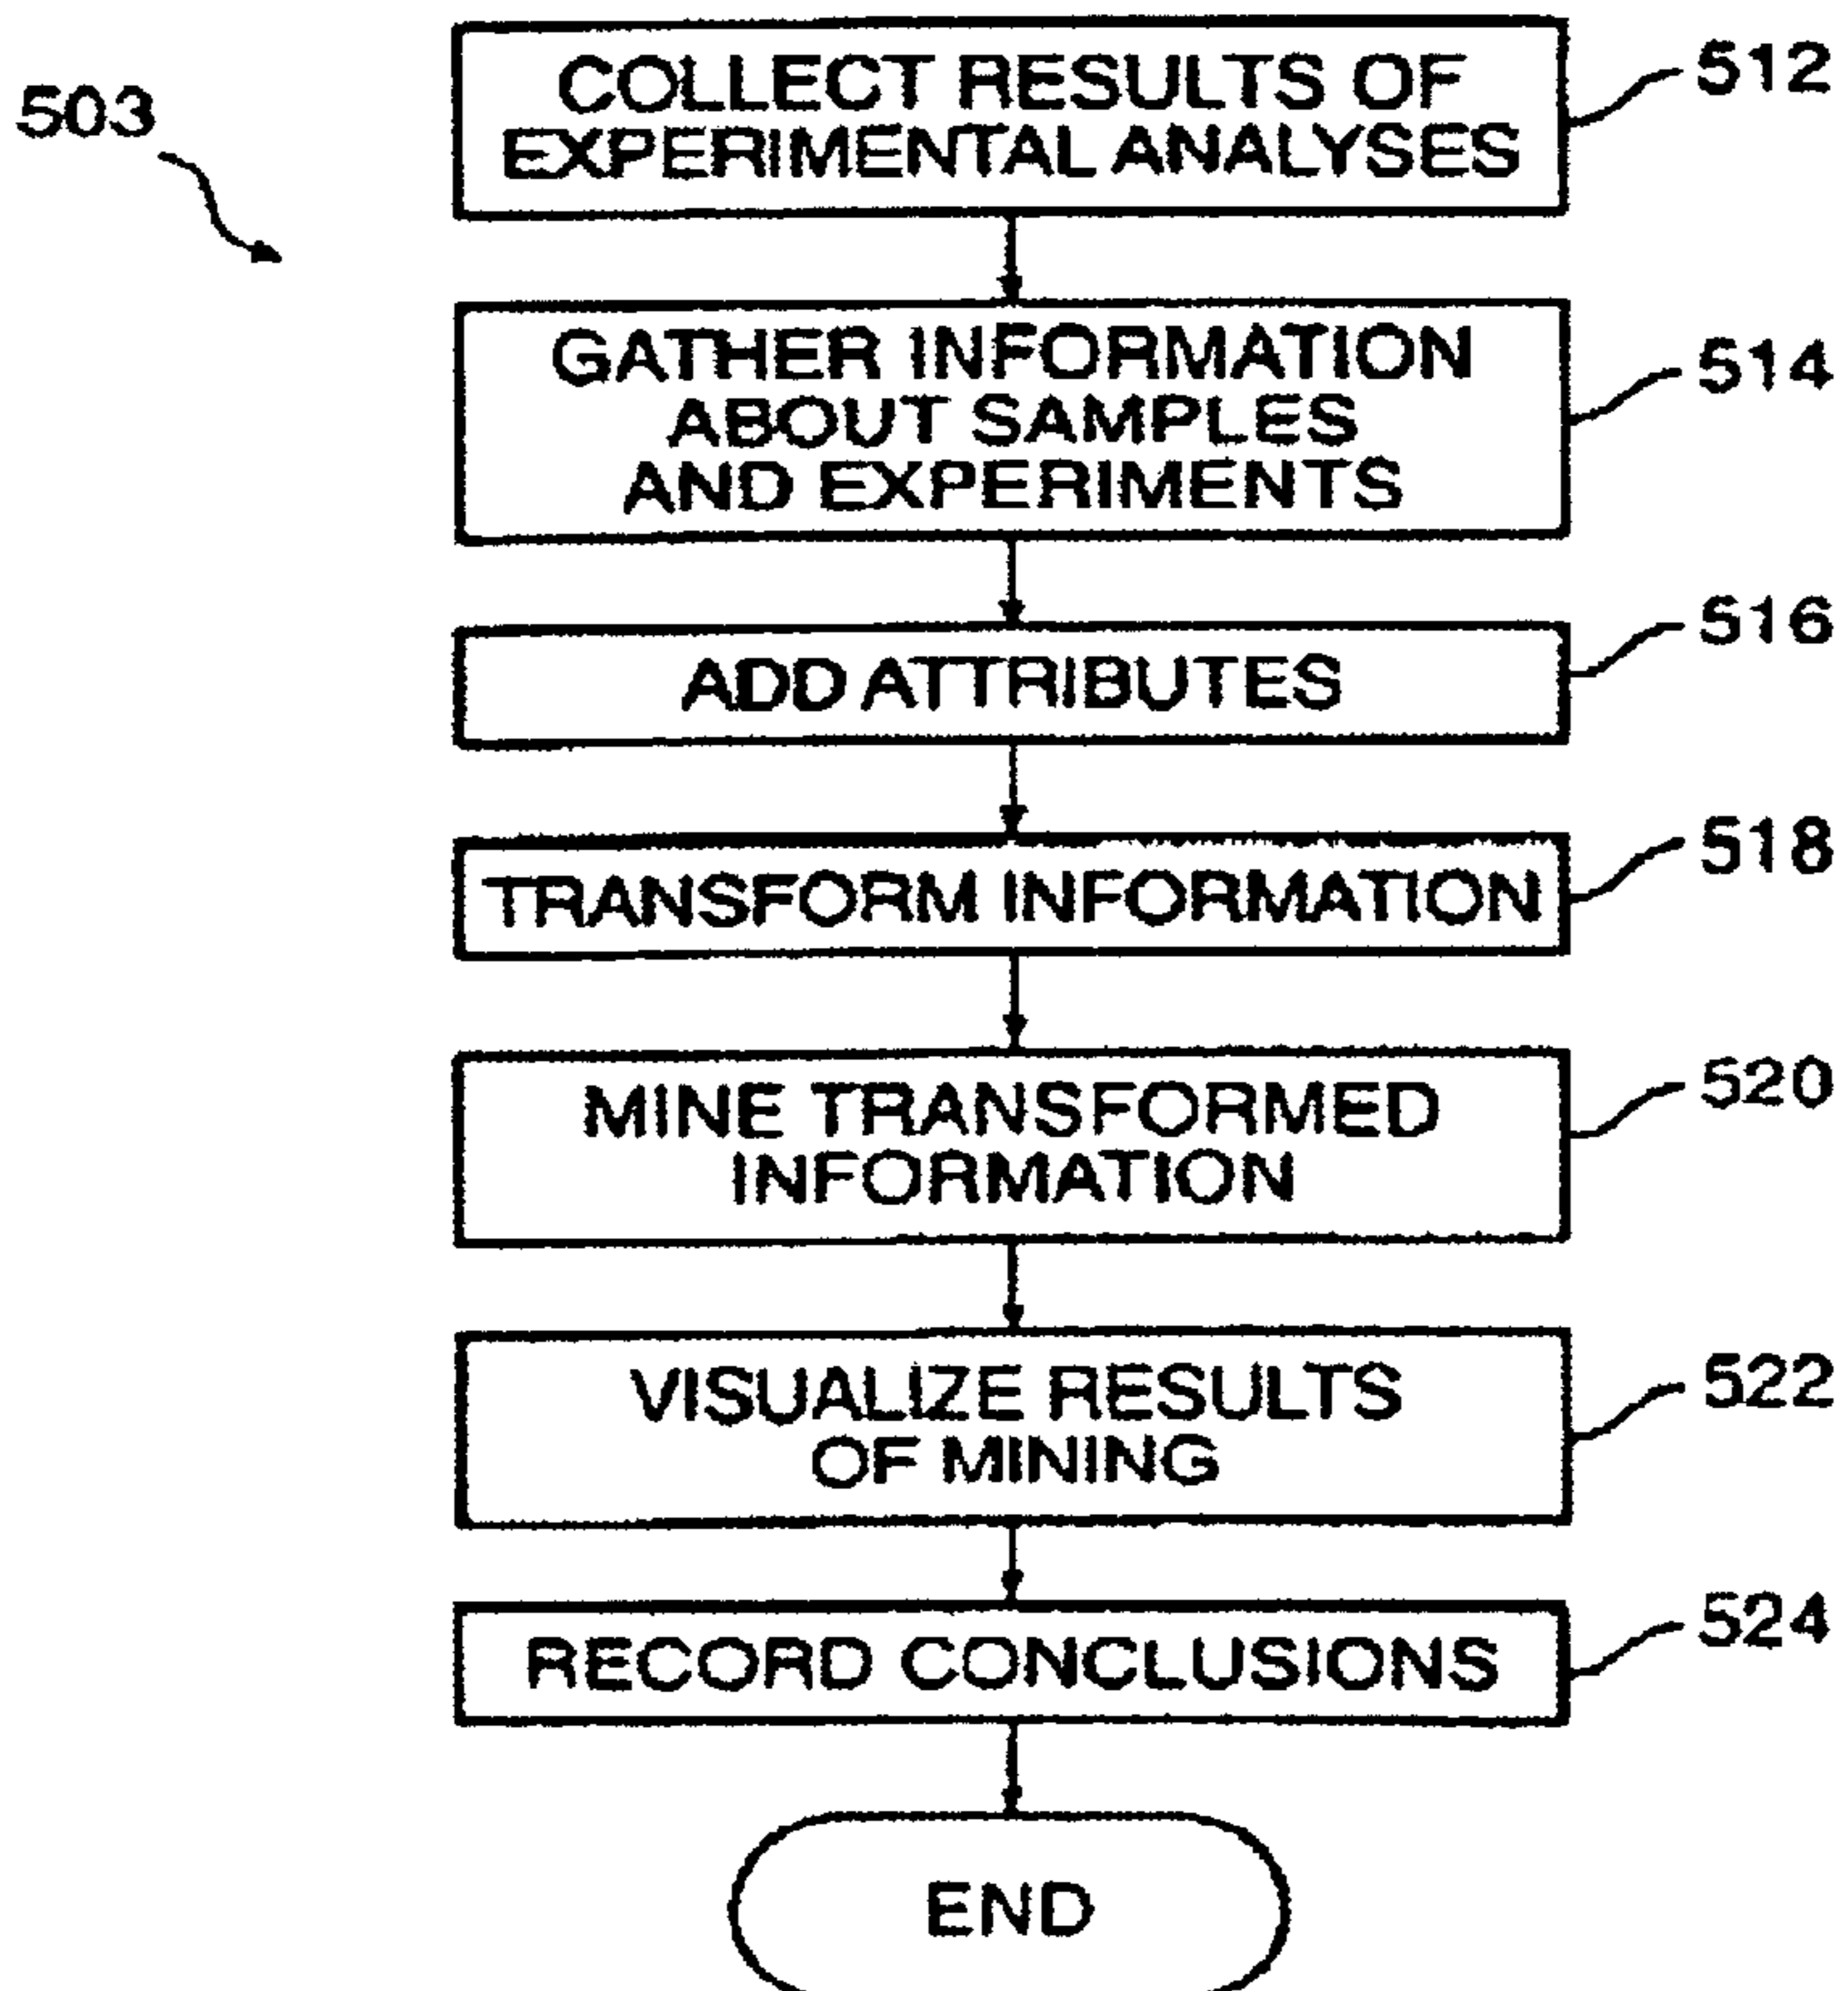 503
COLLECT RESULTS OF
EXPERIMENTAL ANALYSES
512
GATHER INFORMATION
ABOUT SAMPLES
AND EXPERIMENTS
514
ADD ATTRIBUTES
516
TRANSFORM INFORMATION
518
MINE TRANSFORMED
INFORMATION
520
VISUALIZE RESULTS
OF MINING
522
RECORD CONCLUSIONS
524
END